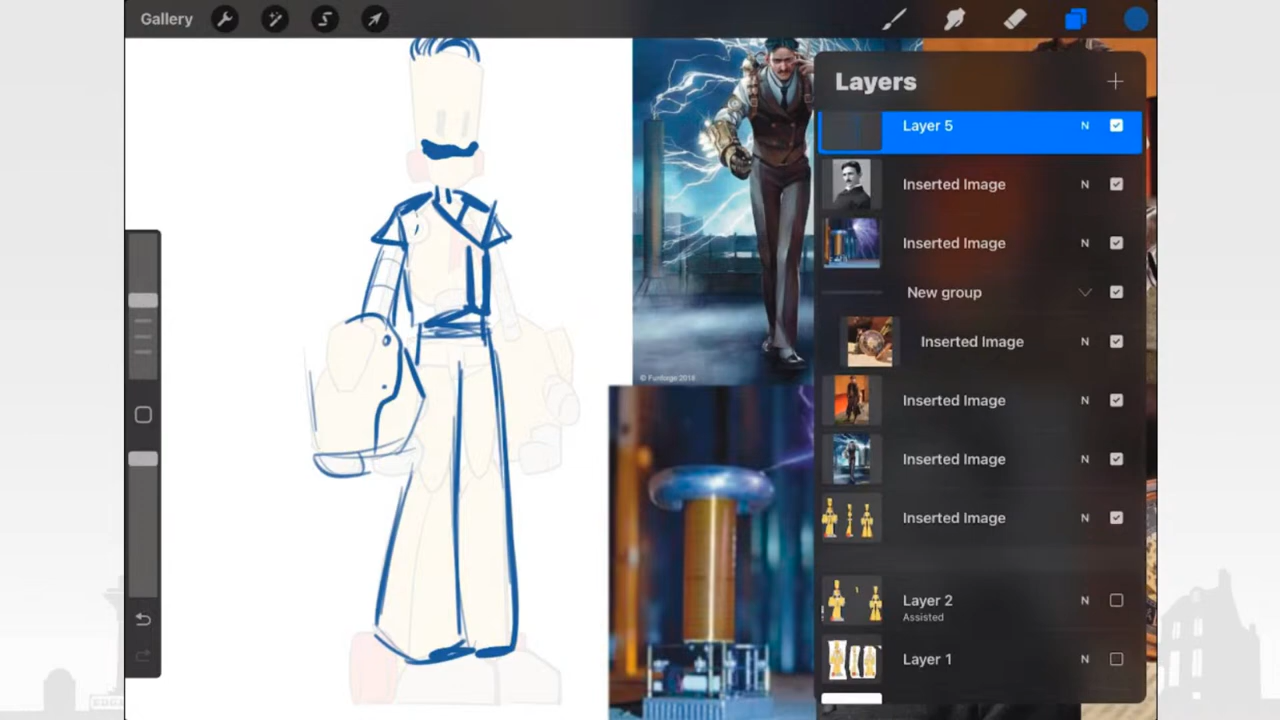 Gallery
Layers
Layer 5
N
Inserted Image
N
Inserted Image
N
New group
Inserted Image
N
Inserted Image
N
Inserted Image
N
Inserted Image
N
Layer 2
N
Assisted
Layer 1
N